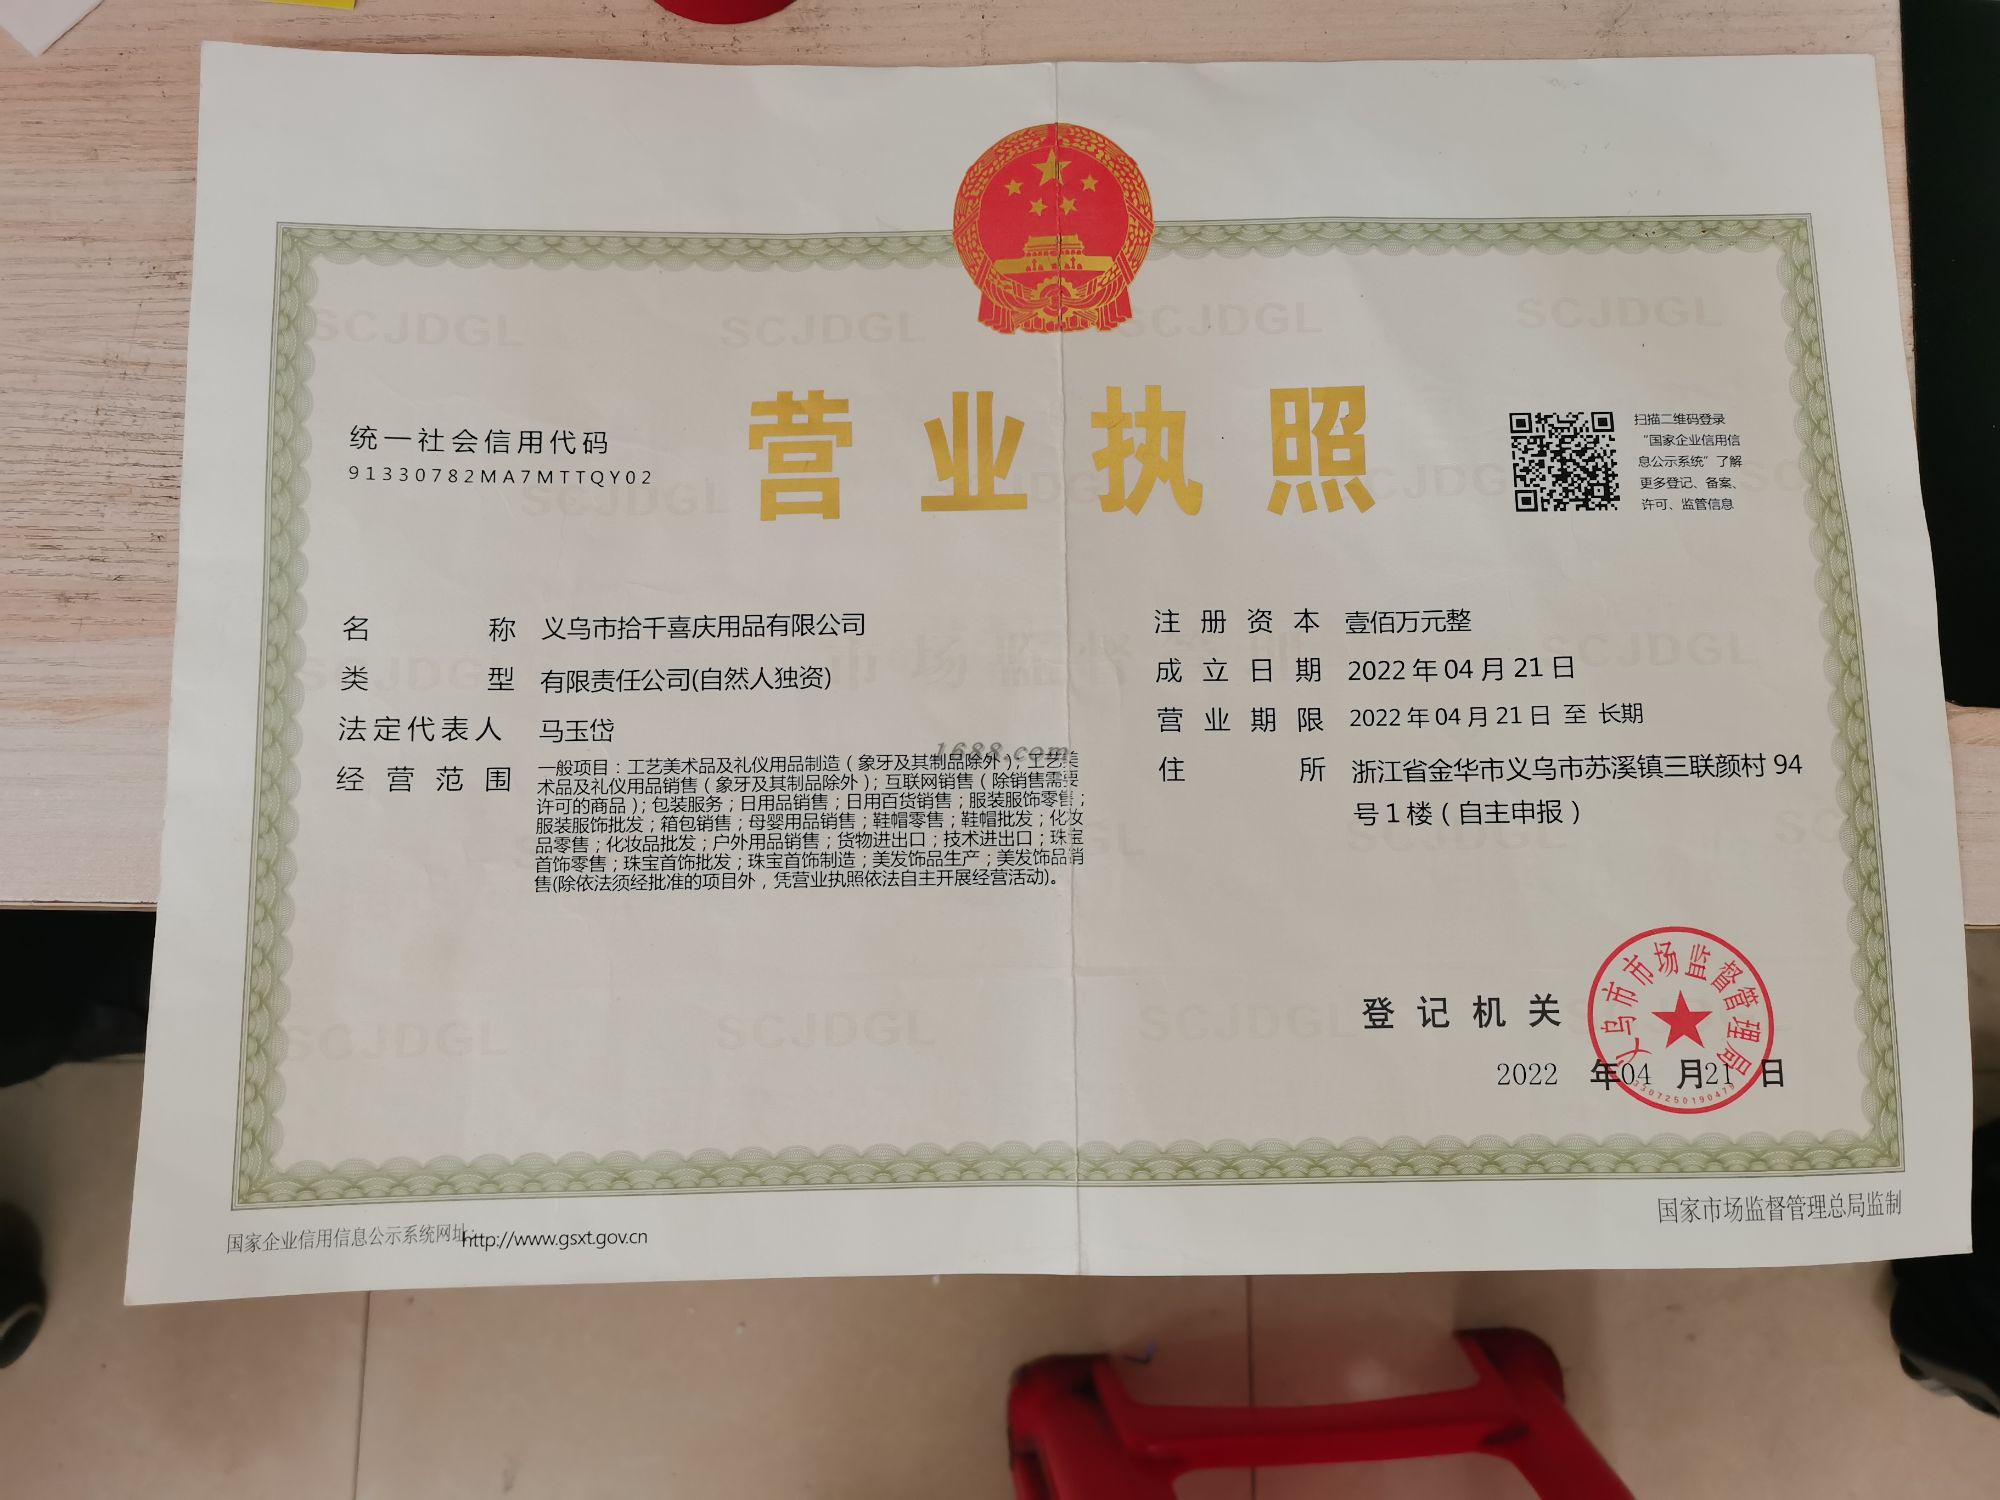 统一社会信用代码
91330782MA7MTTQY02
营业执照
扫描二维码登录
“国家企业信用信
息公示系统”了解
更多登记、备案、
许可、监管信息
名称 义乌市拾千喜庆用品有限公司
类型 有限责任公司(自然人独资)
法定代表人 马玉岱
经营范围 一般项目：工艺美术品及礼仪用品制造（象牙及其制品除外）；工艺美
术品及礼仪用品销售（象牙及其制品除外）；互联网销售（除销售需要
许可的商品）；包装服务；日用品销售；日用百货销售；服装服饰零售；
服装服饰批发；箱包销售；母婴用品销售；鞋帽零售；鞋帽批发；化妆
品零售；化妆品批发；户外用品销售；货物进出口；技术进出口；珠宝
首饰零售；珠宝首饰批发；珠宝首饰制造；美发饰品生产；美发饰品销
售(除依法须经批准的项目外，凭营业执照依法自主开展经营活动)。
1688.com
注册资本 壹佰万元整
成立日期 2022年04月21日
营业期限 2022年04月21日 至 长期
住所 浙江省金华市义乌市苏溪镇三联颜村94
号1楼（自主申报）
登记机关
义乌市市场监督管理局
3307250190479
2022 年04 月21 日
国家企业信用信息公示系统网址：http://www.gsxt.gov.cn
国家市场监督管理总局监制
SCJDGL
SCJDGL
SCJDGL
SCJDGL